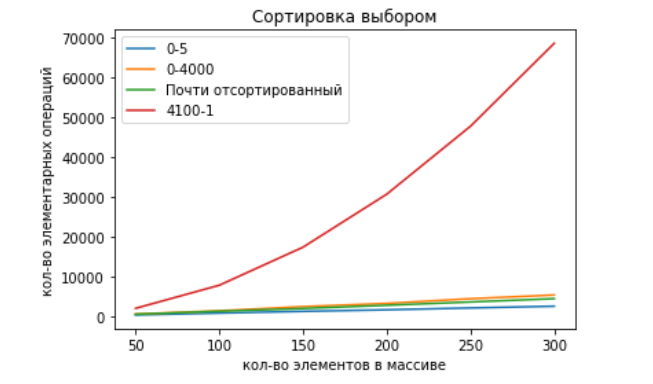 Сортировка выбором
70000
60000
50000
40000
30000
20000
10000
0
кол-во элементарных операций
0-5
0-4000
Почти отсортированный
4100-1
50 100 150 200 250 300
кол-во элементов в массиве